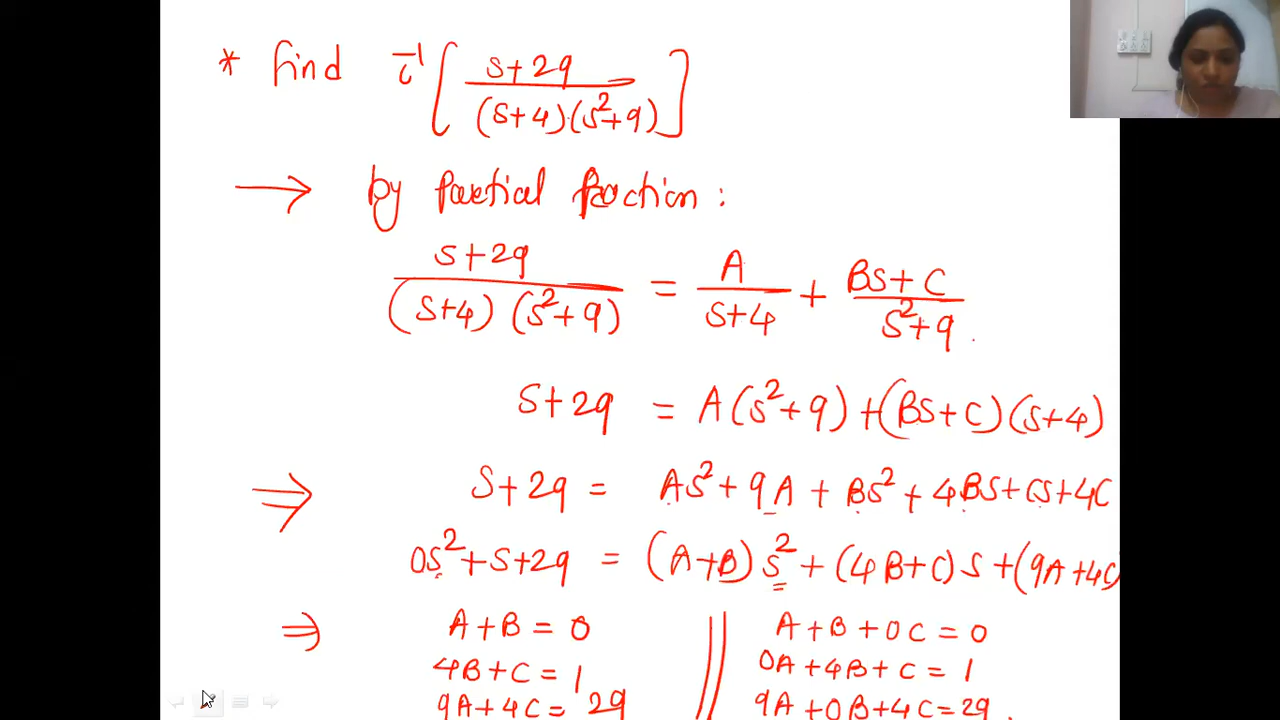 * find L⁻¹[ (s+29) / ((s+4)(s²+9)) ]
→ by partial fraction :
(s+29) / ((s+4)(s²+9)) = A/(s+4) + (Bs+C)/(s²+9).
s+29 = A(s²+9)+(Bs+C)(s+4)
⇒ s+29 = As²+9A+Bs²+4Bs+Cs+4C
0s²+s+29 = (A+B)s²+(4B+C)s+(9A+4C)
⇒ A+B=0 || A+B+0C=0
4B+C=1 || 0A+4B+C=1
9A+4C=29 || 9A+0B+4C=29.